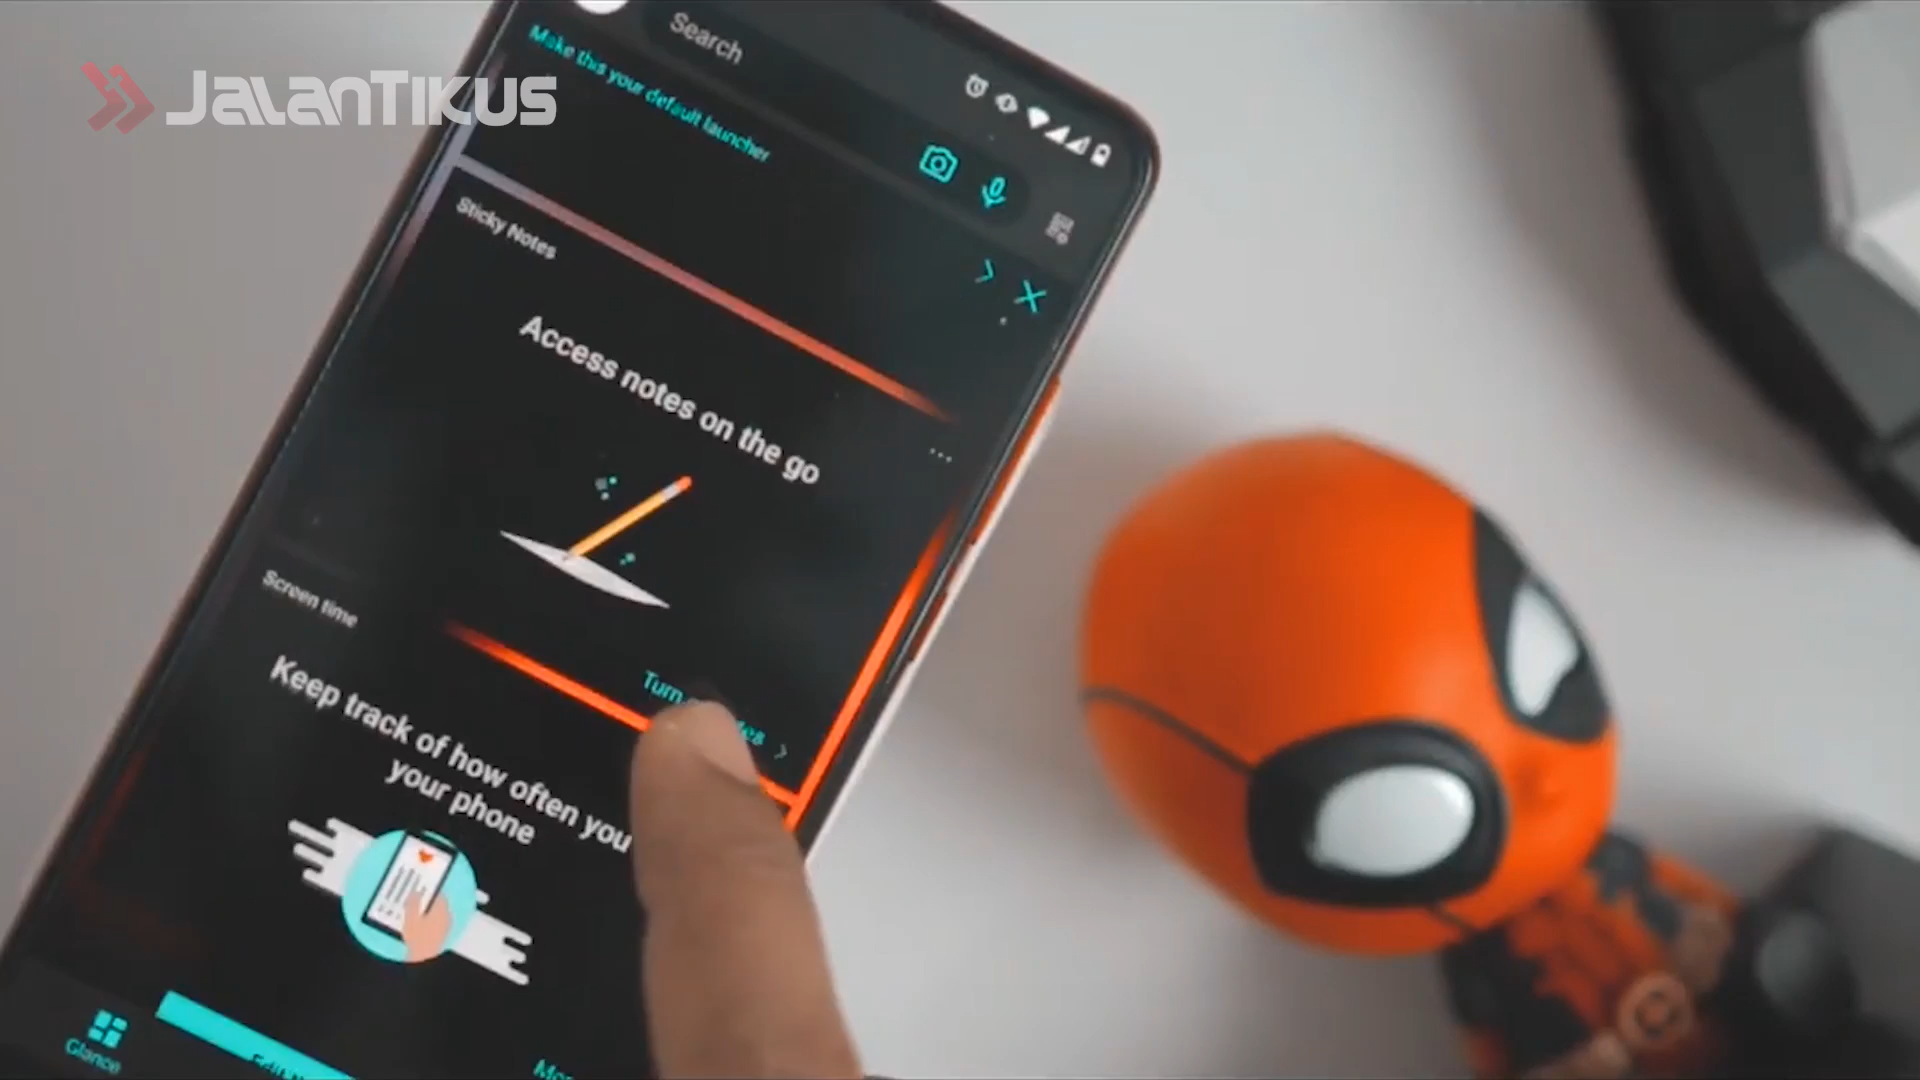 JALANTIKUS
Search
Make this your default launcher
Sticky Notes
Access notes on the go
Turn
Screen time
Keep track of how often you
your phone
Glance